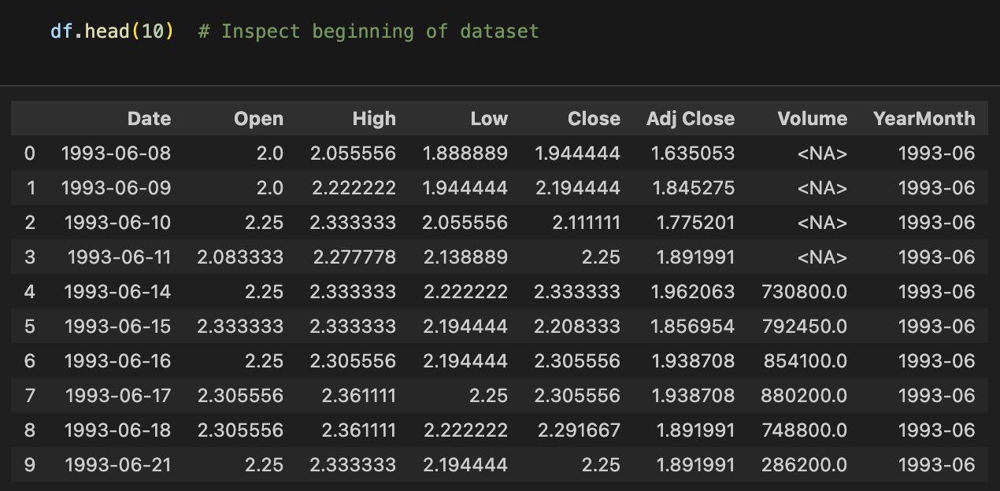 df.head(10)  # Inspect beginning of dataset
Date Open High Low Close Adj Close Volume YearMonth
0 1993-06-08 2.0 2.055556 1.888889 1.944444 1.635053 <NA> 1993-06
1 1993-06-09 2.0 2.222222 1.944444 2.194444 1.845275 <NA> 1993-06
2 1993-06-10 2.25 2.333333 2.055556 2.111111 1.775201 <NA> 1993-06
3 1993-06-11 2.083333 2.277778 2.138889 2.25 1.891991 <NA> 1993-06
4 1993-06-14 2.25 2.333333 2.222222 2.333333 1.962063 730800.0 1993-06
5 1993-06-15 2.333333 2.333333 2.194444 2.208333 1.856954 792450.0 1993-06
6 1993-06-16 2.25 2.305556 2.194444 2.305556 1.938708 854100.0 1993-06
7 1993-06-17 2.305556 2.361111 2.25 2.305556 1.938708 880200.0 1993-06
8 1993-06-18 2.305556 2.361111 2.222222 2.291667 1.891991 748800.0 1993-06
9 1993-06-21 2.25 2.333333 2.194444 2.25 1.891991 286200.0 1993-06